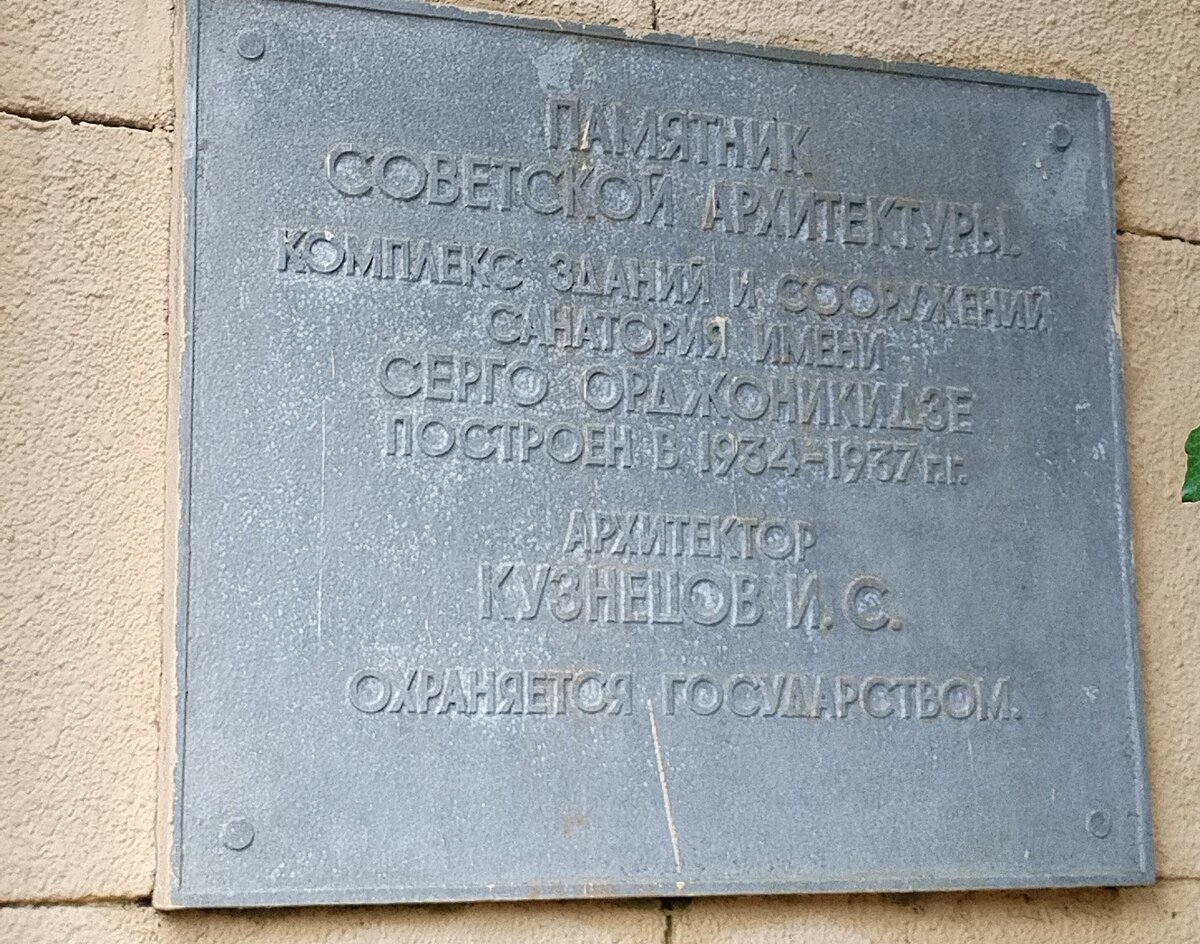 ПАМЯТНИК
СОВЕТСКОЙ АРХИТЕКТУРЫ.
КОМПЛЕКС ЗДАНИЙ И СООРУЖЕНИЙ
САНАТОРИЯ ИМЕНИ
СЕРГО ОРДЖОНИКИДЗЕ
ПОСТРОЕН В 1934-1937 г.г.
АРХИТЕКТОР
КУЗНЕЦОВ И. С.
ОХРАНЯЕТСЯ ГОСУДАРСТВОМ.